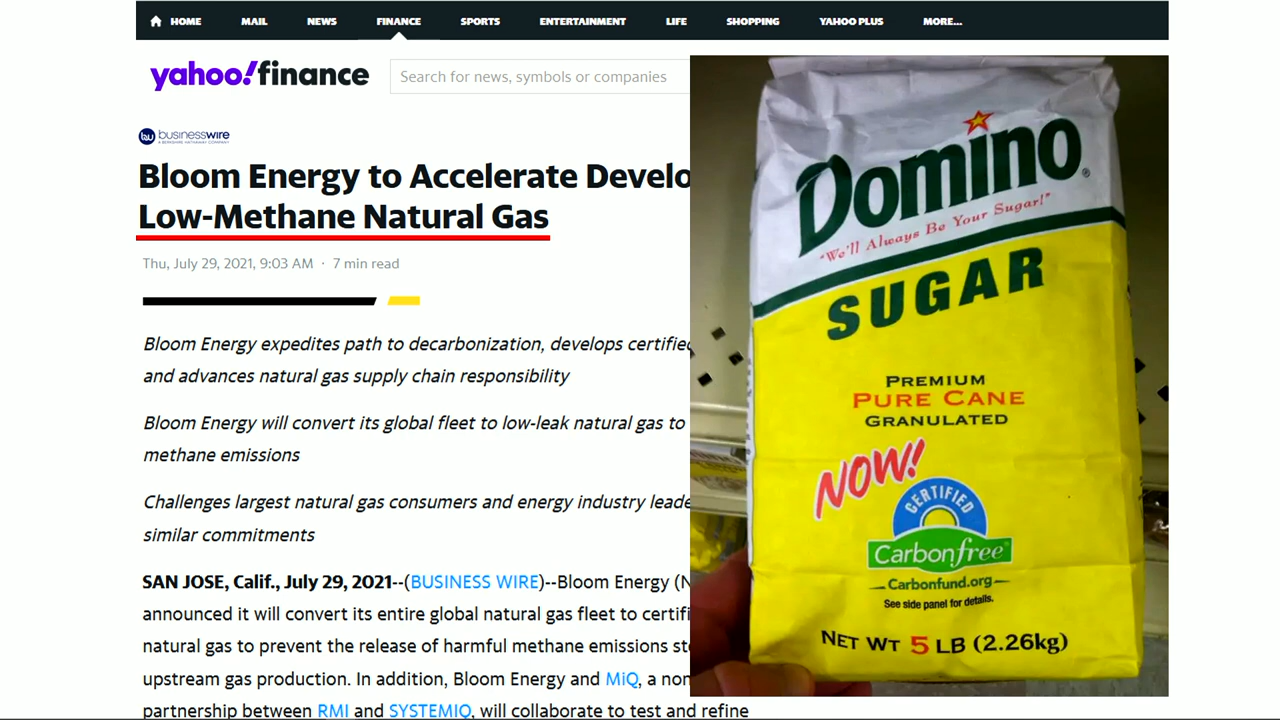 HOME MAIL NEWS FINANCE SPORTS ENTERTAINMENT LIFE SHOPPING YAHOO PLUS MORE...
yahoo!finance
Search for news, symbols or companies
businesswire
A BERKSHIRE HATHAWAY COMPANY
Bloom Energy to Accelerate Develo
Low-Methane Natural Gas
Thu, July 29, 2021, 9:03 AM · 7 min read
Bloom Energy expedites path to decarbonization, develops certified
and advances natural gas supply chain responsibility
Bloom Energy will convert its global fleet to low-leak natural gas to
methane emissions
Challenges largest natural gas consumers and energy industry leade
similar commitments
SAN JOSE, Calif., July 29, 2021--(BUSINESS WIRE)--Bloom Energy (N
announced it will convert its entire global natural gas fleet to certifi
natural gas to prevent the release of harmful methane emissions st
upstream gas production. In addition, Bloom Energy and MiQ, a non
partnership between RMI and SYSTEMIQ, will collaborate to test and refine
Domino®
"We'll Always Be Your Sugar!"
SUGAR
PREMIUM
PURE CANE
GRANULATED
NOW!
CERTIFIED
Carbonfree®
Carbonfund.org
See side panel for details.
NET WT 5 LB (2.26kg)